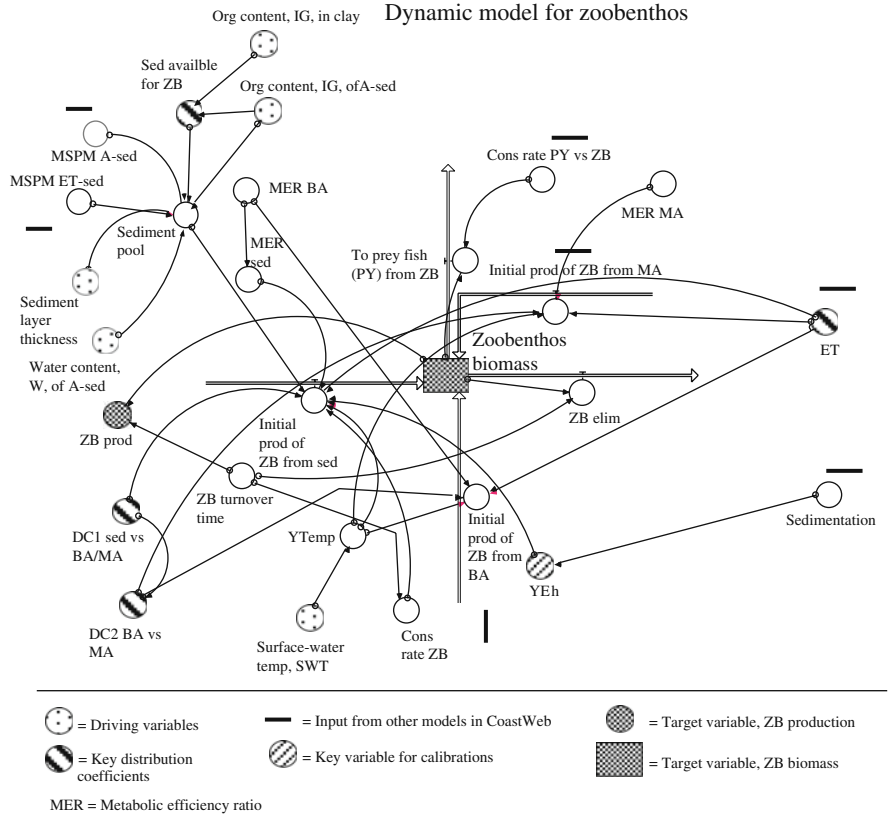 Dynamic model for zoobenthos
Org content, IG, in clay
Sed availble
for ZB
Org content, IG, ofA-sed
MSPM A-sed
MSPM ET-sed
Sediment
pool
MER BA
MER
sed
Cons rate PY vs ZB
MER MA
To prey fish
(PY) from ZB
Initial prod of ZB from MA
Sediment
layer
thickness
Water content,
W, of A-sed
Zoobenthos
biomass
ET
ZB prod
Initial
prod of
ZB from sed
ZB elim
ZB turnover
time
DC1 sed vs
BA/MA
YTemp
Initial
prod of
ZB from
BA
Sedimentation
YEh
DC2 BA vs
MA
Surface-water
temp, SWT
Cons
rate ZB
= Driving variables
= Input from other models in CoastWeb
= Target variable, ZB production
= Key distribution
coefficients
= Key variable for calibrations
= Target variable, ZB biomass
MER = Metabolic efficiency ratio